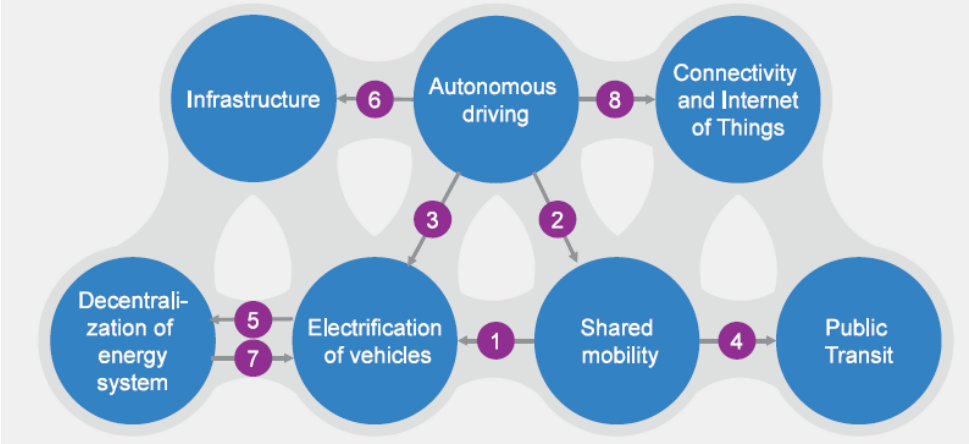 Infrastructure
6
Autonomous
driving
8
Connectivity
and Internet
of Things
3
2
Decentrali-
zation of
energy
system
5
7
Electrification
of vehicles
1
Shared
mobility
4
Public
Transit